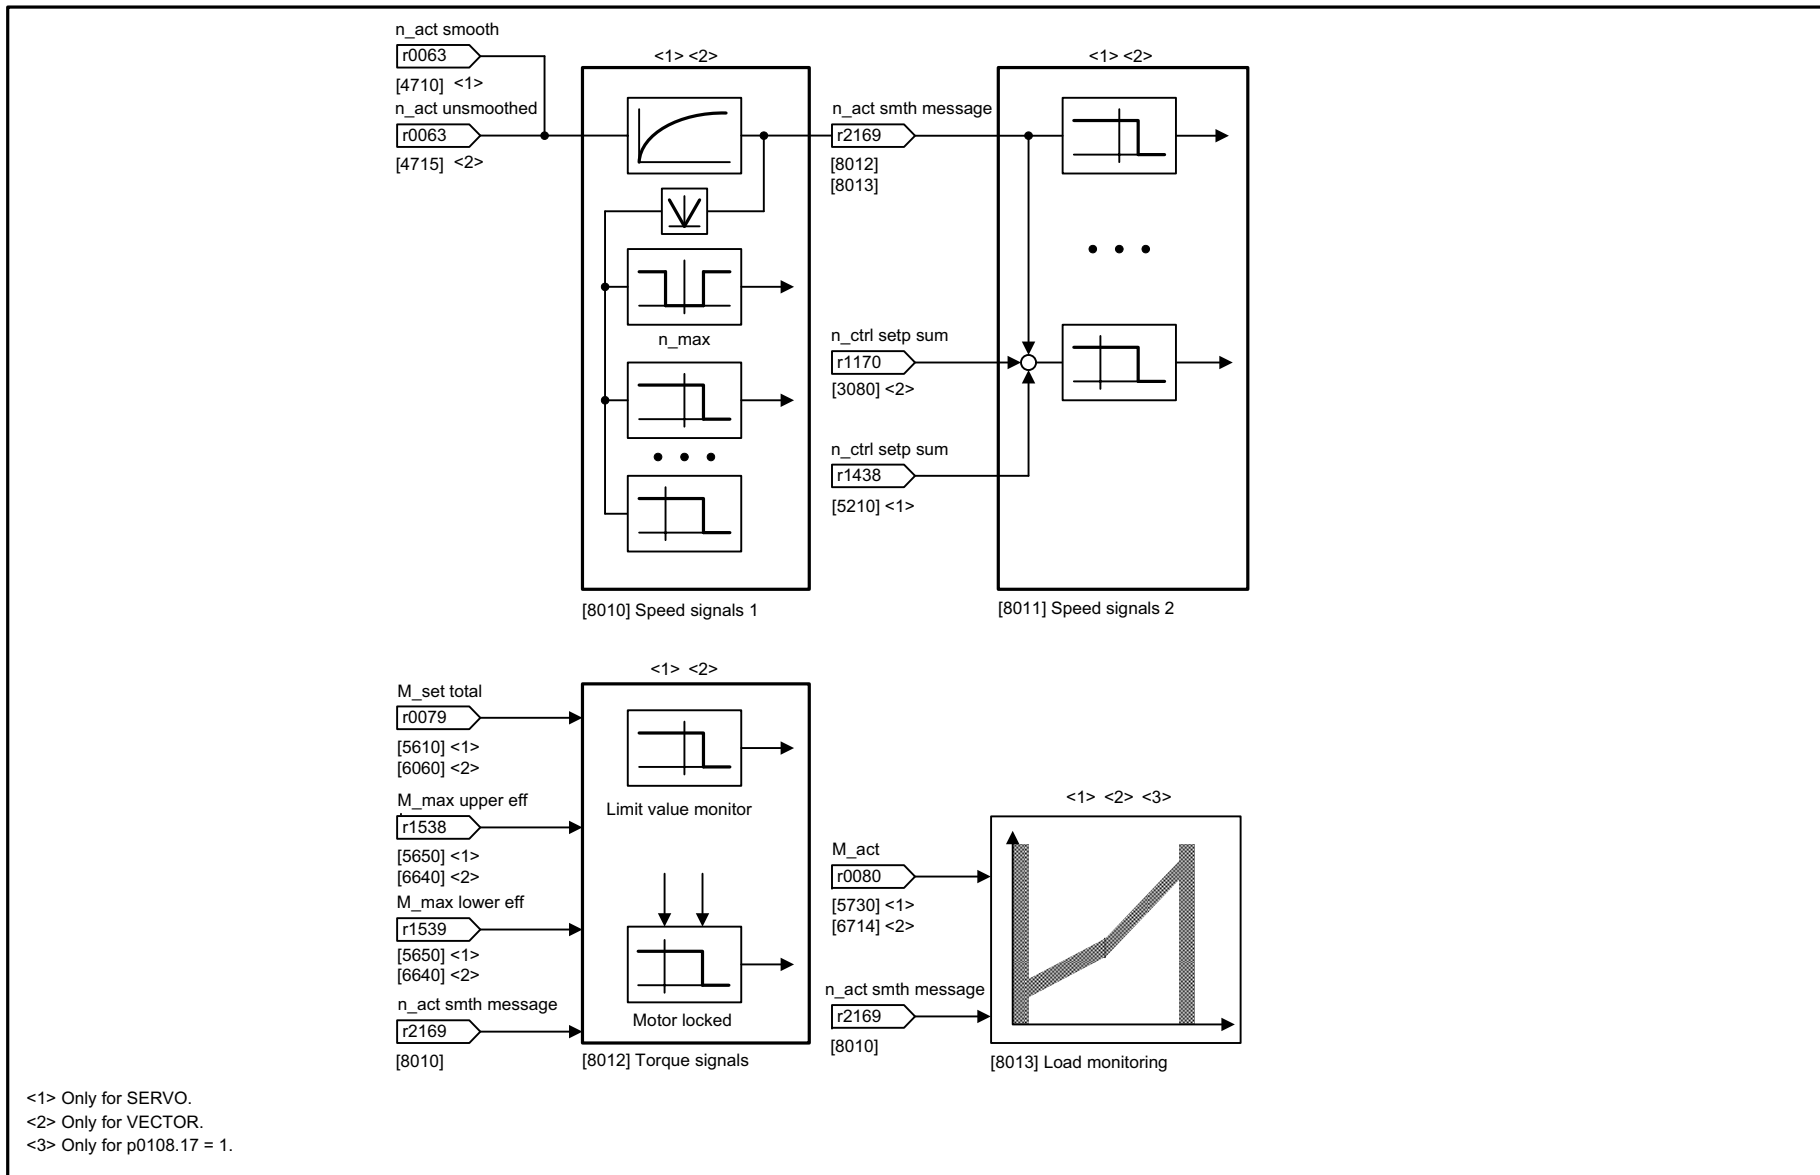 n_act smooth
r0063
[4710] <1>
n_act unsmoothed
r0063
[4715] <2>
<1> <2>
n_max
[8010] Speed signals 1
n_act smth message
r2169
[8012]
[8013]
n_ctrl setp sum
r1170
[3080] <2>
n_ctrl setp sum
r1438
[5210] <1>
<1> <2>
[8011] Speed signals 2
M_set total
r0079
[5610] <1>
[6060] <2>
M_max upper eff
r1538
[5650] <1>
[6640] <2>
M_max lower eff
r1539
[5650] <1>
[6640] <2>
n_act smth message
r2169
[8010]
<1> <2>
Limit value monitor
Motor locked
[8012] Torque signals
M_act
r0080
[5730] <1>
[6714] <2>
n_act smth message
r2169
[8010]
<1> <2> <3>
[8013] Load monitoring
<1> Only for SERVO.
<2> Only for VECTOR.
<3> Only for p0108.17 = 1.